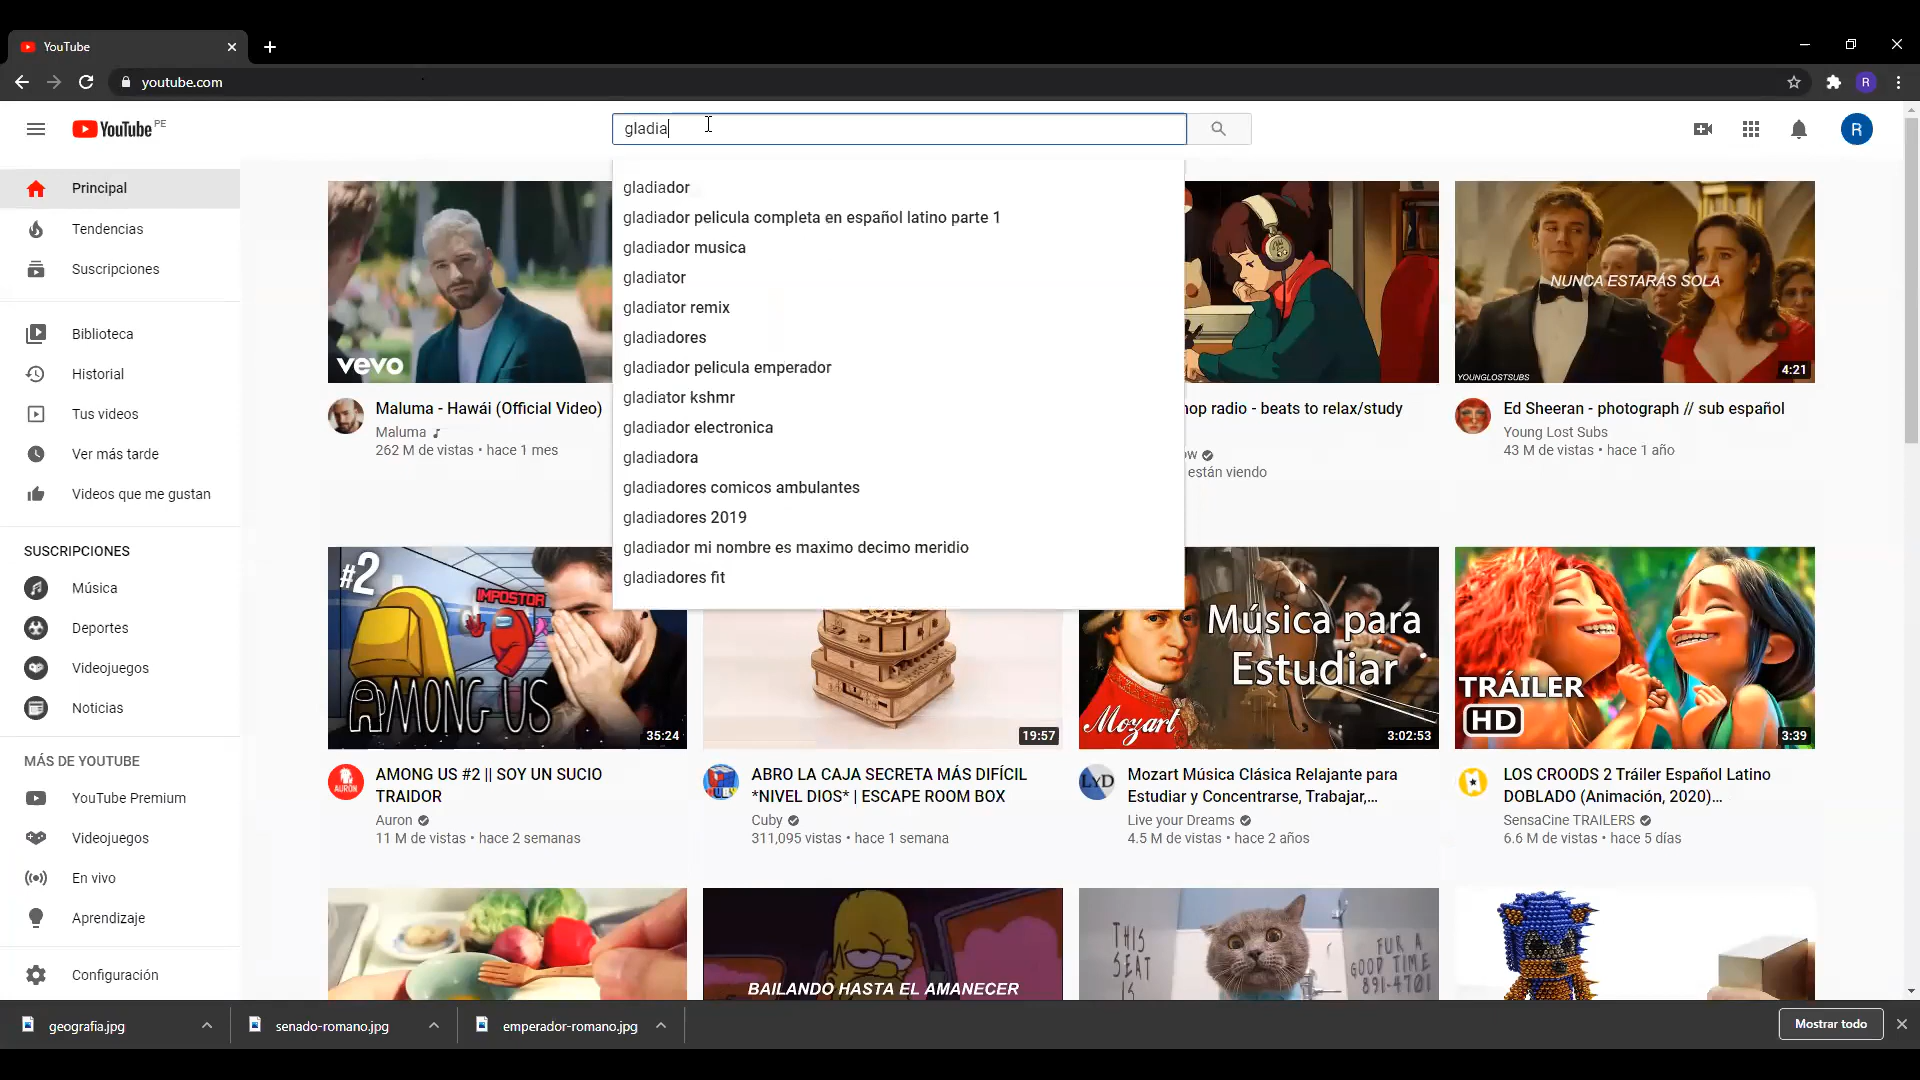 YouTube
youtube.com
R
YouTube PE
gladia
R
Principal
Tendencias
Suscripciones
Biblioteca
Historial
Tus videos
Ver más tarde
Videos que me gustan
SUSCRIPCIONES
Música
Deportes
Videojuegos
Noticias
MÁS DE YOUTUBE
YouTube Premium
Videojuegos
En vivo
Aprendizaje
Configuración
gladiador
gladiador pelicula completa en español latino parte 1
gladiador musica
gladiator
gladiator remix
gladiadores
gladiador pelicula emperador
gladiator kshmr
gladiador electronica
gladiadora
gladiadores comicos ambulantes
gladiadores 2019
gladiador mi nombre es maximo decimo meridio
gladiadores fit
vevo
Maluma - Hawái (Official Video)
Maluma
262 M de vistas • hace 1 mes
hop radio - beats to relax/study
están viendo
NUNCA ESTARÁS SOLA
YOUNGLOSTSUBS
4:21
Ed Sheeran - photograph // sub español
Young Lost Subs
43 M de vistas • hace 1 año
#2
IMPOSTOR
AMONG US
35:24
AURON
AMONG US #2 || SOY UN SUCIO
TRAIDOR
Auron
11 M de vistas • hace 2 semanas
19:57
ABRO LA CAJA SECRETA MÁS DIFÍCIL
*NIVEL DIOS* | ESCAPE ROOM BOX
Cuby
311,095 vistas • hace 1 semana
Música para
Estudiar
Mozart
3:02:53
LYD
Mozart Música Clásica Relajante para
Estudiar y Concentrarse, Trabajar,...
Live your Dreams
4.5 M de vistas • hace 2 años
TRÁILER
HD
3:39
LOS CROODS 2 Tráiler Español Latino
DOBLADO (Animación, 2020)...
SensaCine TRAILERS
6.6 M de vistas • hace 5 días
BAILANDO HASTA EL AMANECER
THIS
SEAT
IS
FUR A
GOOD TIME
891-4701
geografia.jpg
senado-romano.jpg
emperador-romano.jpg
Mostrar todo